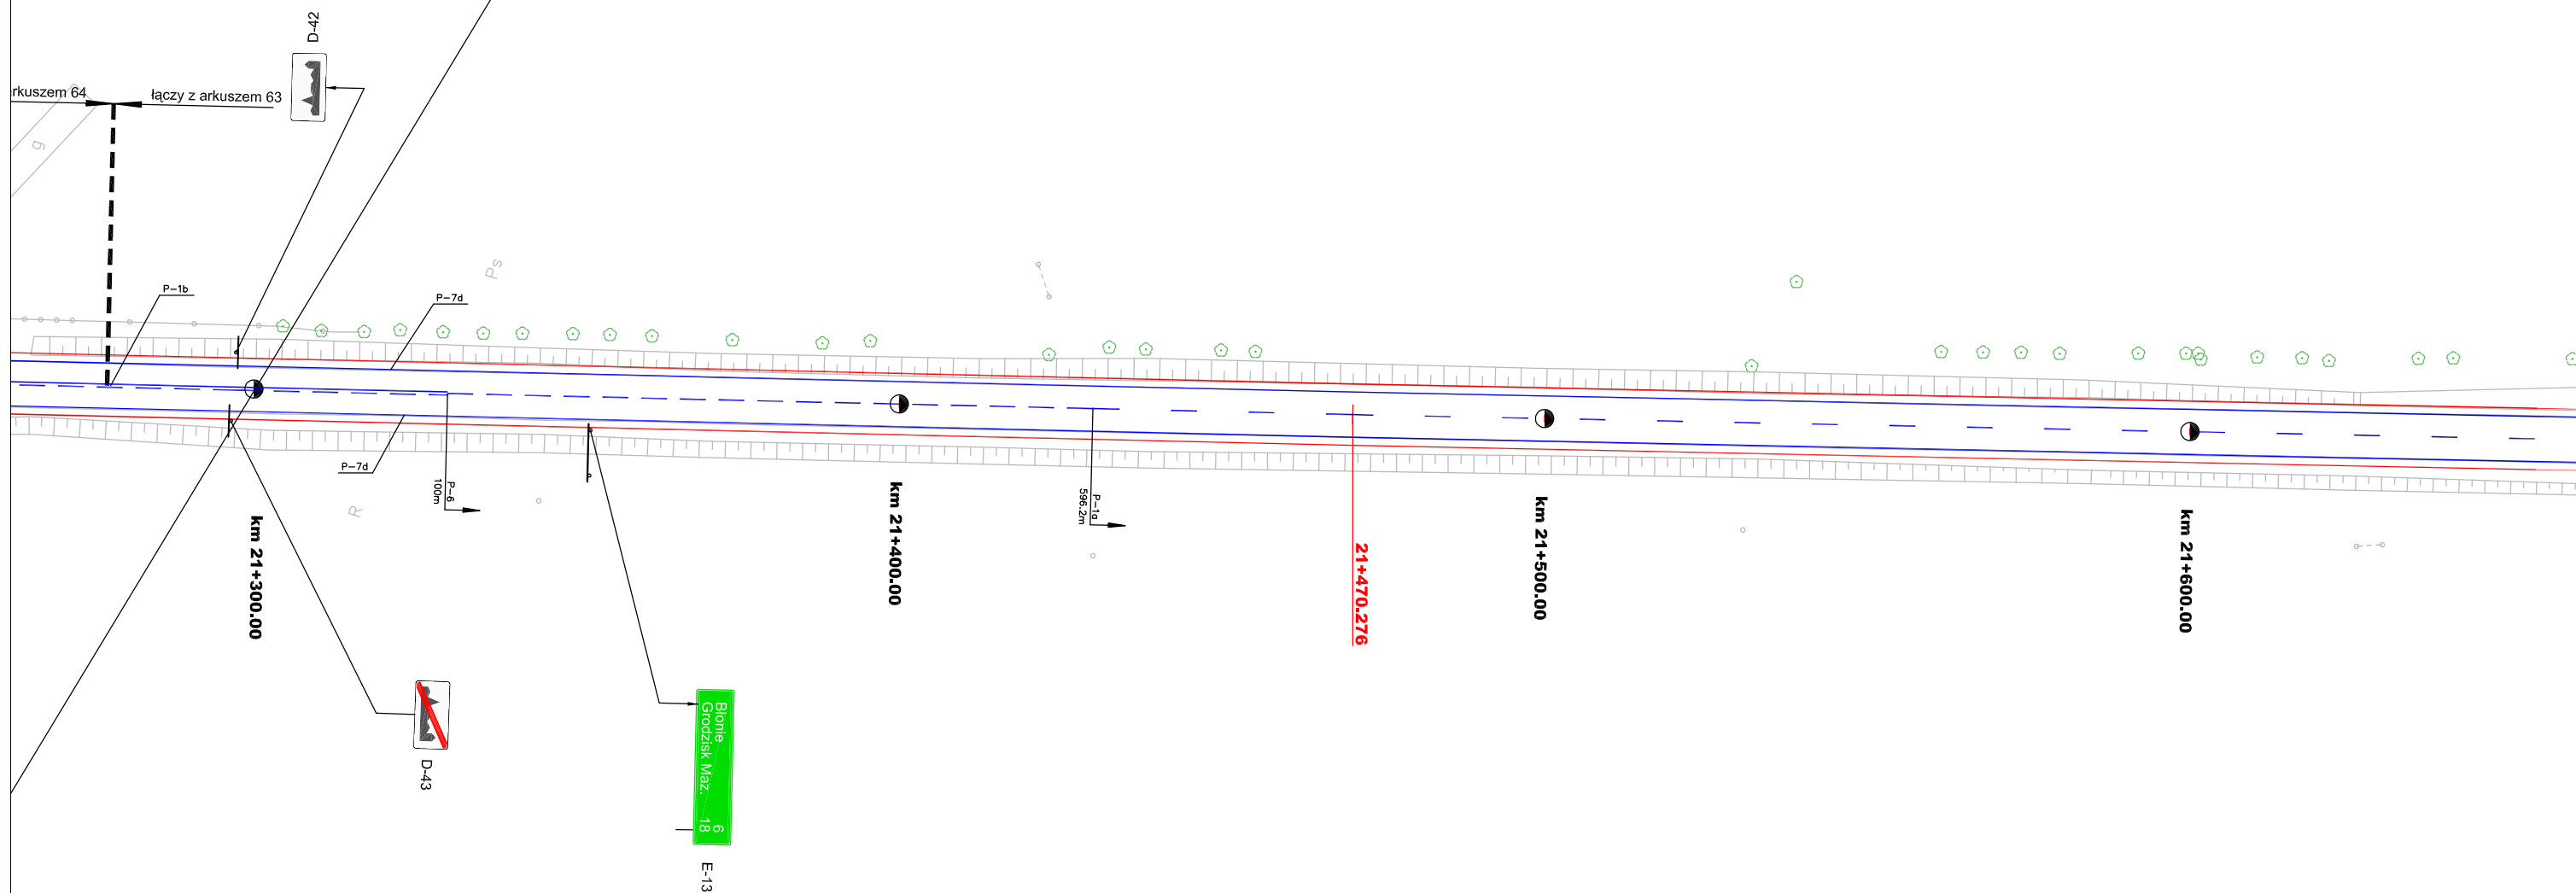 D-42
rkuszem 64
łączy z arkuszem 63
g
Ps
P-1b
P-7d
P-7d
R
P-6
100m
P-1a
596.2m
km 21+300.00
km 21+400.00
21+470.276
km 21+500.00
km 21+600.00
D-43
Błonie 6
Grodzisk Maz. 18
E-13